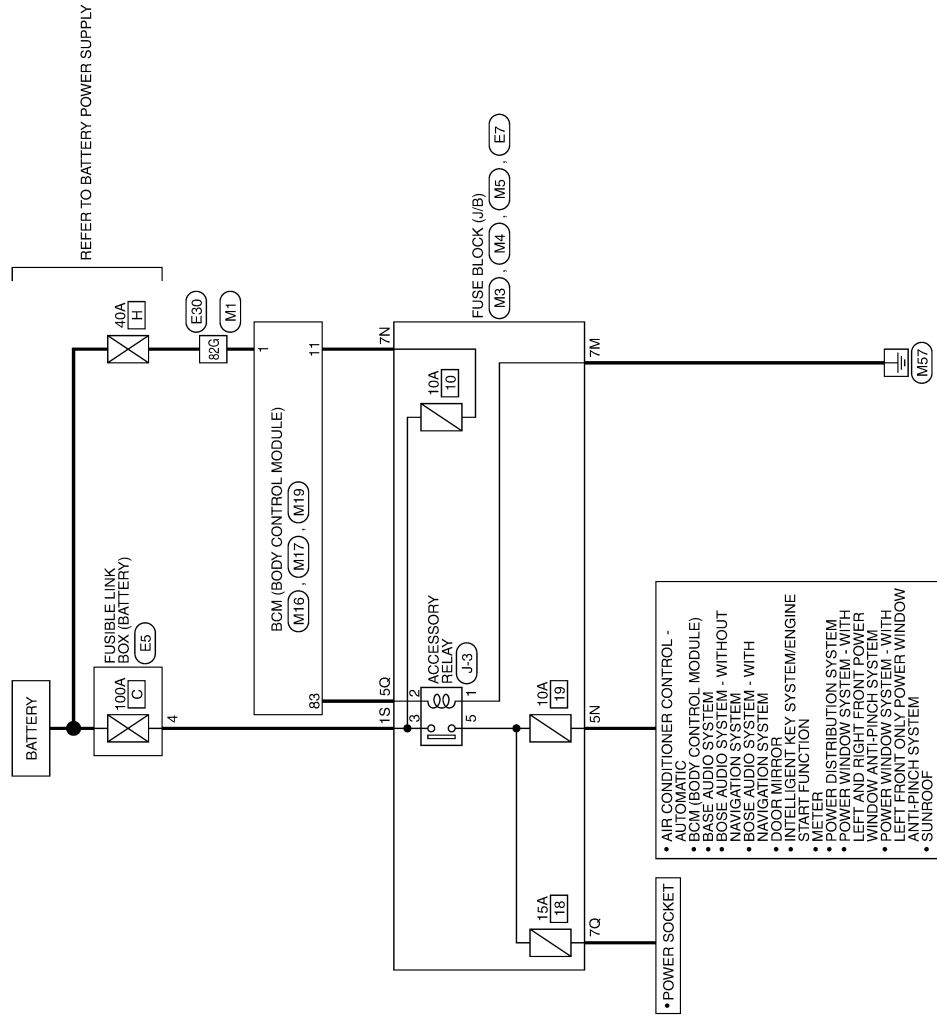 REFER TO BATTERY POWER SUPPLY
BATTERY
FUSIBLE LINK
BOX (BATTERY)
E5
100A
C
4
40A
H
E30
82G
M1
1
BCM (BODY CONTROL MODULE)
M16 , M17 , M19
83
11
FUSE BLOCK (J/B)
M3 , M4 , M5 , E7
1S
5Q
7N
3
2
ACCESSORY
RELAY
J-3
5
1
10A
10
15A
18
10A
19
7Q
5N
7M
M57
• POWER SOCKET
• AIR CONDITIONER CONTROL -
AUTOMATIC
• BCM (BODY CONTROL MODULE)
• BASE AUDIO SYSTEM
• BOSE AUDIO SYSTEM - WITHOUT
NAVIGATION SYSTEM
• BOSE AUDIO SYSTEM - WITH
NAVIGATION SYSTEM
• DOOR MIRROR
• INTELLIGENT KEY SYSTEM/ENGINE
START FUNCTION
• METER
• POWER DISTRIBUTION SYSTEM
• POWER WINDOW SYSTEM - WITH
LEFT AND RIGHT FRONT POWER
WINDOW ANTI-PINCH SYSTEM
• POWER WINDOW SYSTEM - WITH
LEFT FRONT ONLY POWER WINDOW
ANTI-PINCH SYSTEM
• SUNROOF